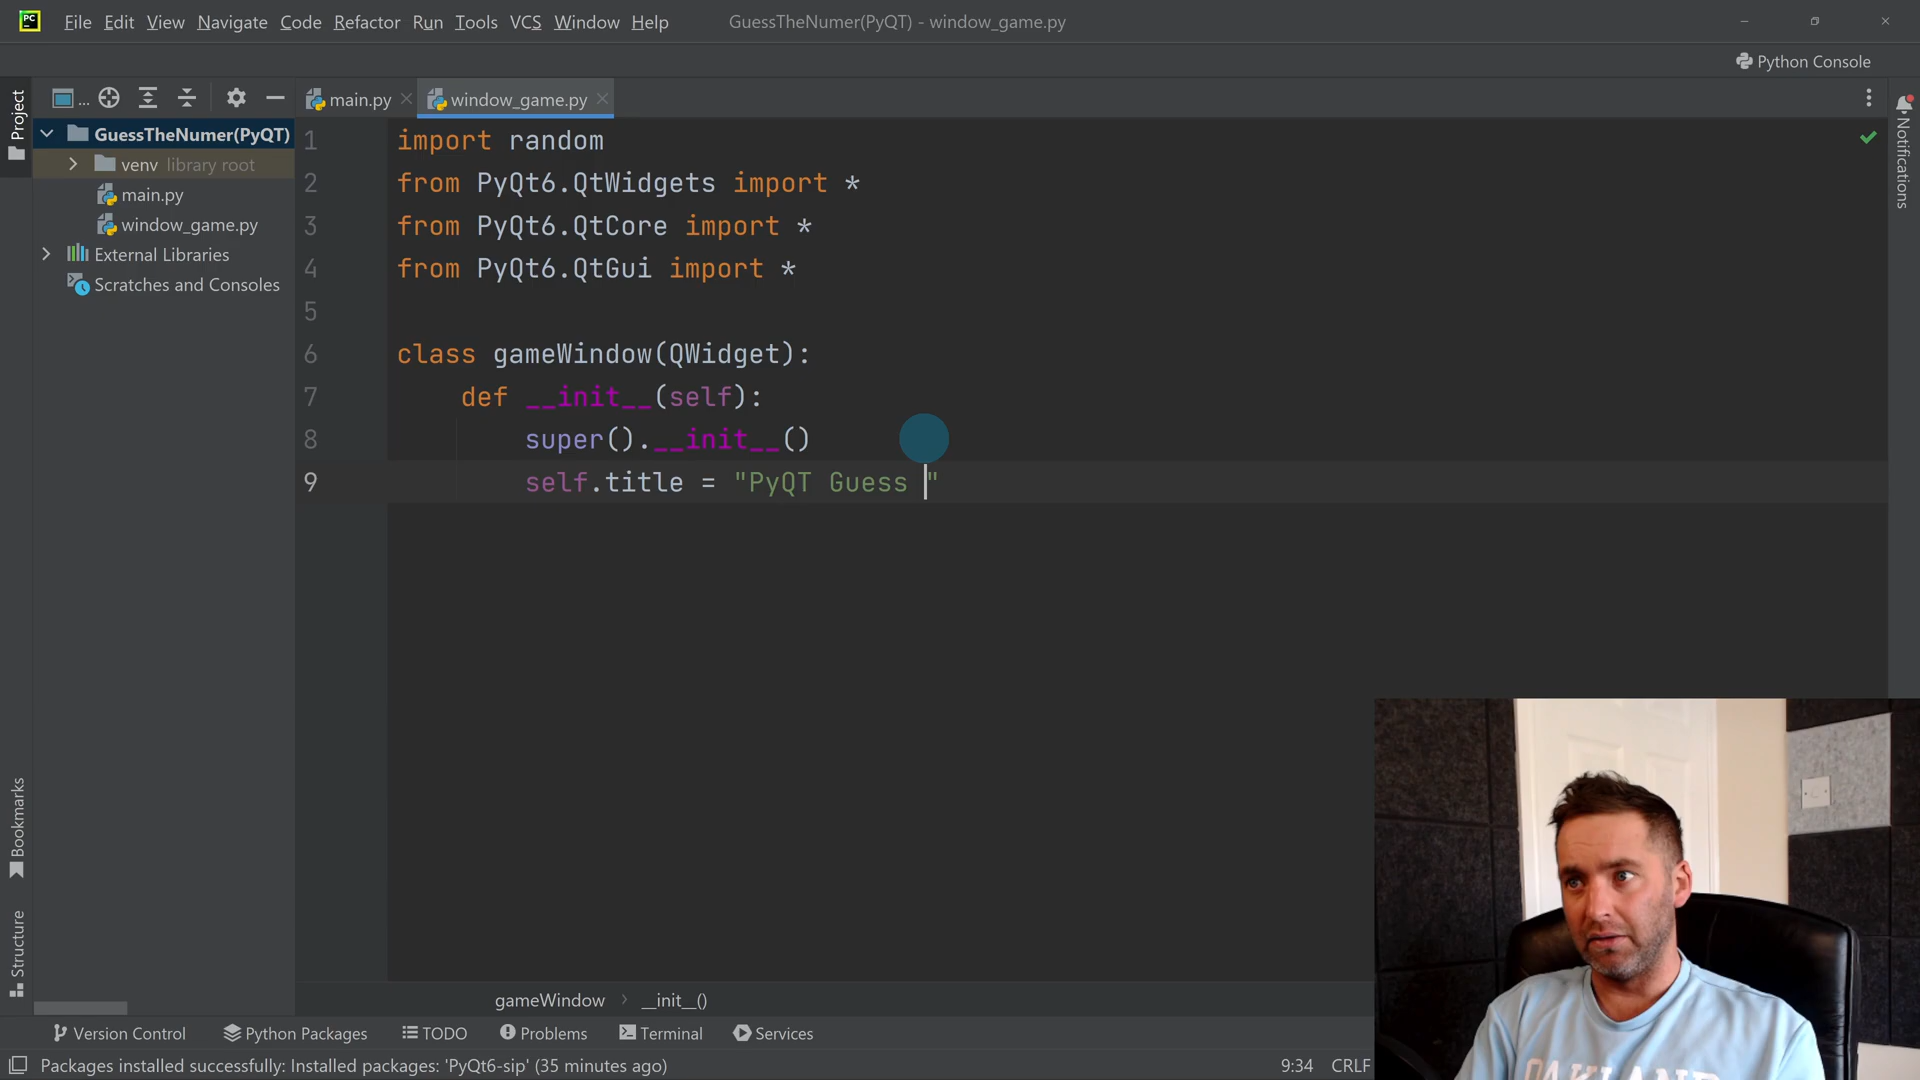 PC File Edit View Navigate Code Refactor Run Tools VCS Window Help GuessTheNumer(PyQT) - window_game.py
Python Console
Project
... main.py window_game.py
GuessTheNumer(PyQT)
venv library root
main.py
window_game.py
External Libraries
Scratches and Consoles
1 import random
2 from PyQt6.QtWidgets import *
3 from PyQt6.QtCore import *
4 from PyQt6.QtGui import *
5
6 class gameWindow(QWidget):
7 def __init__(self):
8 super().__init__()
9 self.title = "PyQT Guess "
Notifications
Bookmarks
Structure
OAKLAND
gameWindow › __init__()
Version Control Python Packages TODO Problems Terminal Services
Packages installed successfully: Installed packages: 'PyQt6-sip' (35 minutes ago) 9:34 CRLF